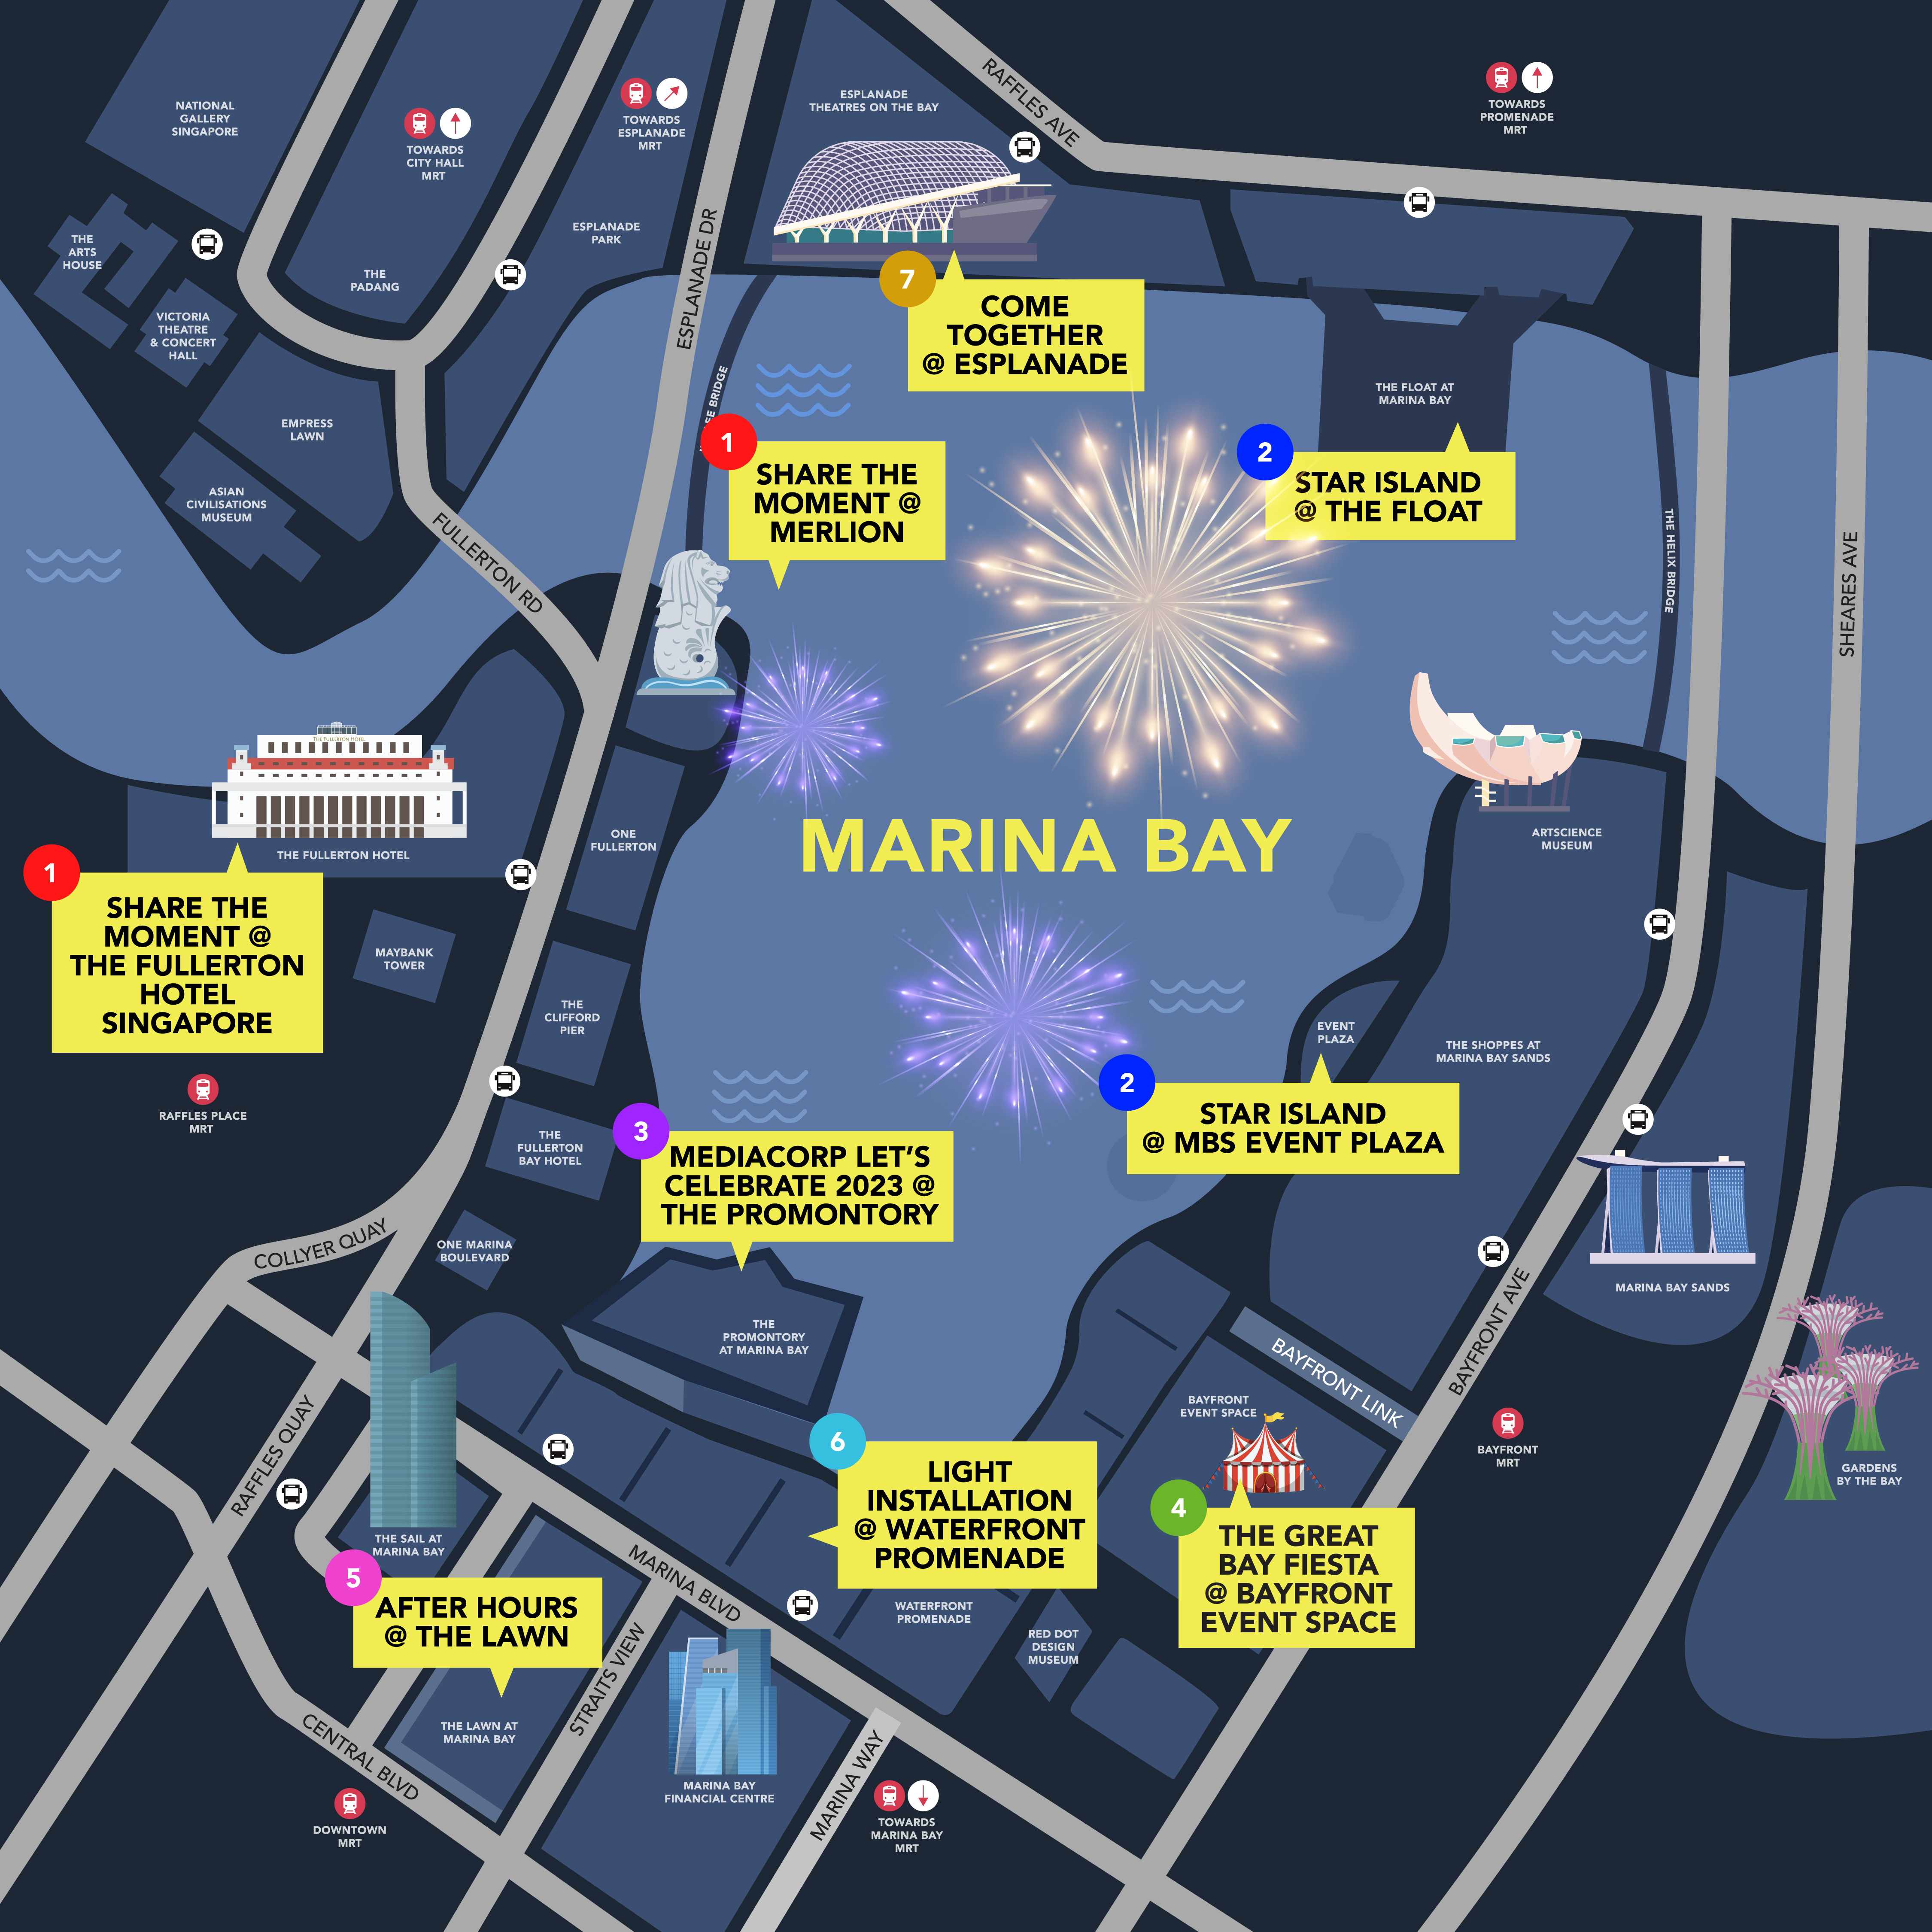 NATIONAL
GALLERY
SINGAPORE
TOWARDS
CITY HALL
MRT
TOWARDS
ESPLANADE
MRT
ESPLANADE
THEATRES ON THE BAY
RAFFLES AVE
TOWARDS
PROMENADE
MRT
THE
ARTS
HOUSE
THE
PADANG
ESPLANADE
PARK
ESPLANADE DR
VICTORIA
THEATRE
& CONCERT
HALL
7
COME
TOGETHER
@ ESPLANADE
BRIDGE
THE FLOAT AT
MARINA BAY
EMPRESS
LAWN
1
SHARE THE
MOMENT @
MERLION
2
STAR ISLAND
@ THE FLOAT
ASIAN
CIVILISATIONS
MUSEUM
FULLERTON RD
THE HELIX BRIDGE
SHEARES AVE
THE FULLERTON HOTEL
THE FULLERTON HOTEL
ONE
FULLERTON
MARINA BAY
ARTSCIENCE
MUSEUM
1
SHARE THE
MOMENT @
THE FULLERTON
HOTEL
SINGAPORE
MAYBANK
TOWER
THE
CLIFFORD
PIER
EVENT
PLAZA
THE SHOPPES AT
MARINA BAY SANDS
RAFFLES PLACE
MRT
2
STAR ISLAND
@ MBS EVENT PLAZA
THE
FULLERTON
BAY HOTEL
3
MEDIACORP LET'S
CELEBRATE 2023 @
THE PROMONTORY
COLLYER QUAY
ONE MARINA
BOULEVARD
MARINA BAY SANDS
THE
PROMONTORY
AT MARINA BAY
BAYFRONT LINK
BAYFRONT AVE
BAYFRONT
EVENT SPACE
BAYFRONT
MRT
GARDENS
BY THE BAY
RAFFLES QUAY
6
LIGHT
INSTALLATION
@ WATERFRONT
PROMENADE
4
THE GREAT
BAY FIESTA
@ BAYFRONT
EVENT SPACE
THE SAIL AT
MARINA BAY
5
AFTER HOURS
@ THE LAWN
MARINA BLVD
WATERFRONT
PROMENADE
RED DOT
DESIGN
MUSEUM
STRAITS VIEW
THE LAWN AT
MARINA BAY
CENTRAL BLVD
MARINA BAY
FINANCIAL CENTRE
MARINA WAY
DOWNTOWN
MRT
TOWARDS
MARINA BAY
MRT